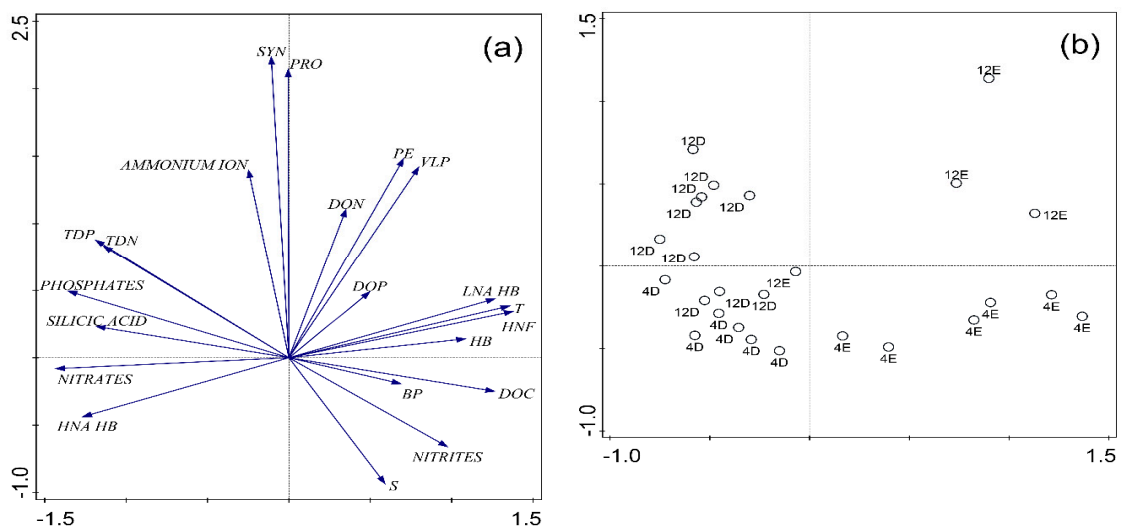 2.5
(a)
SYN
PRO
AMMONIUM ION
PE
VLP
DON
TDP
TDN
PHOSPHATES
DOP
LNA HB
T
SILICIC ACID
HNF
HB
NITRATES
BP
DOC
HNA HB
NITRITES
S
-1.0
-1.5
1.5
1.5
(b)
12E
12D
12D
12E
12D
12D
12D
12E
12D
12D
4D
12E
12D
12D
12D
4D
4E
4E
4E
4D
4D
4D
4E
4E
-1.0
-1.0
1.5